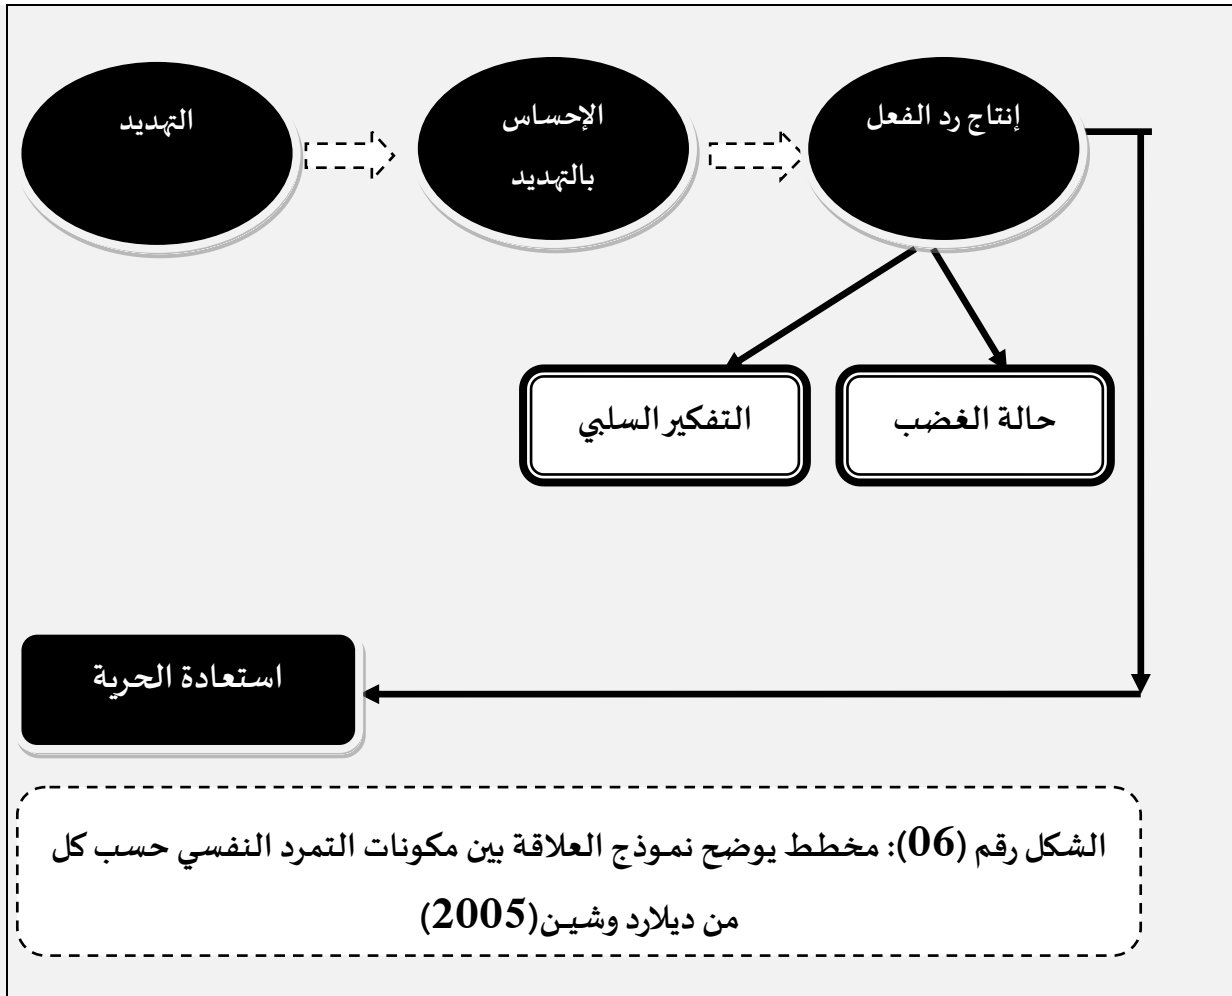 التهديد
الإحساس
بالتهديد
إنتاج رد الفعل
التفكير السلبي
حالة الغضب
استعادة الحرية
الشكل رقم (06): مخطط يوضح نموذج العلاقة بين مكونات التمرد النفسي حسب كل
من ديلارد وشين(2005)